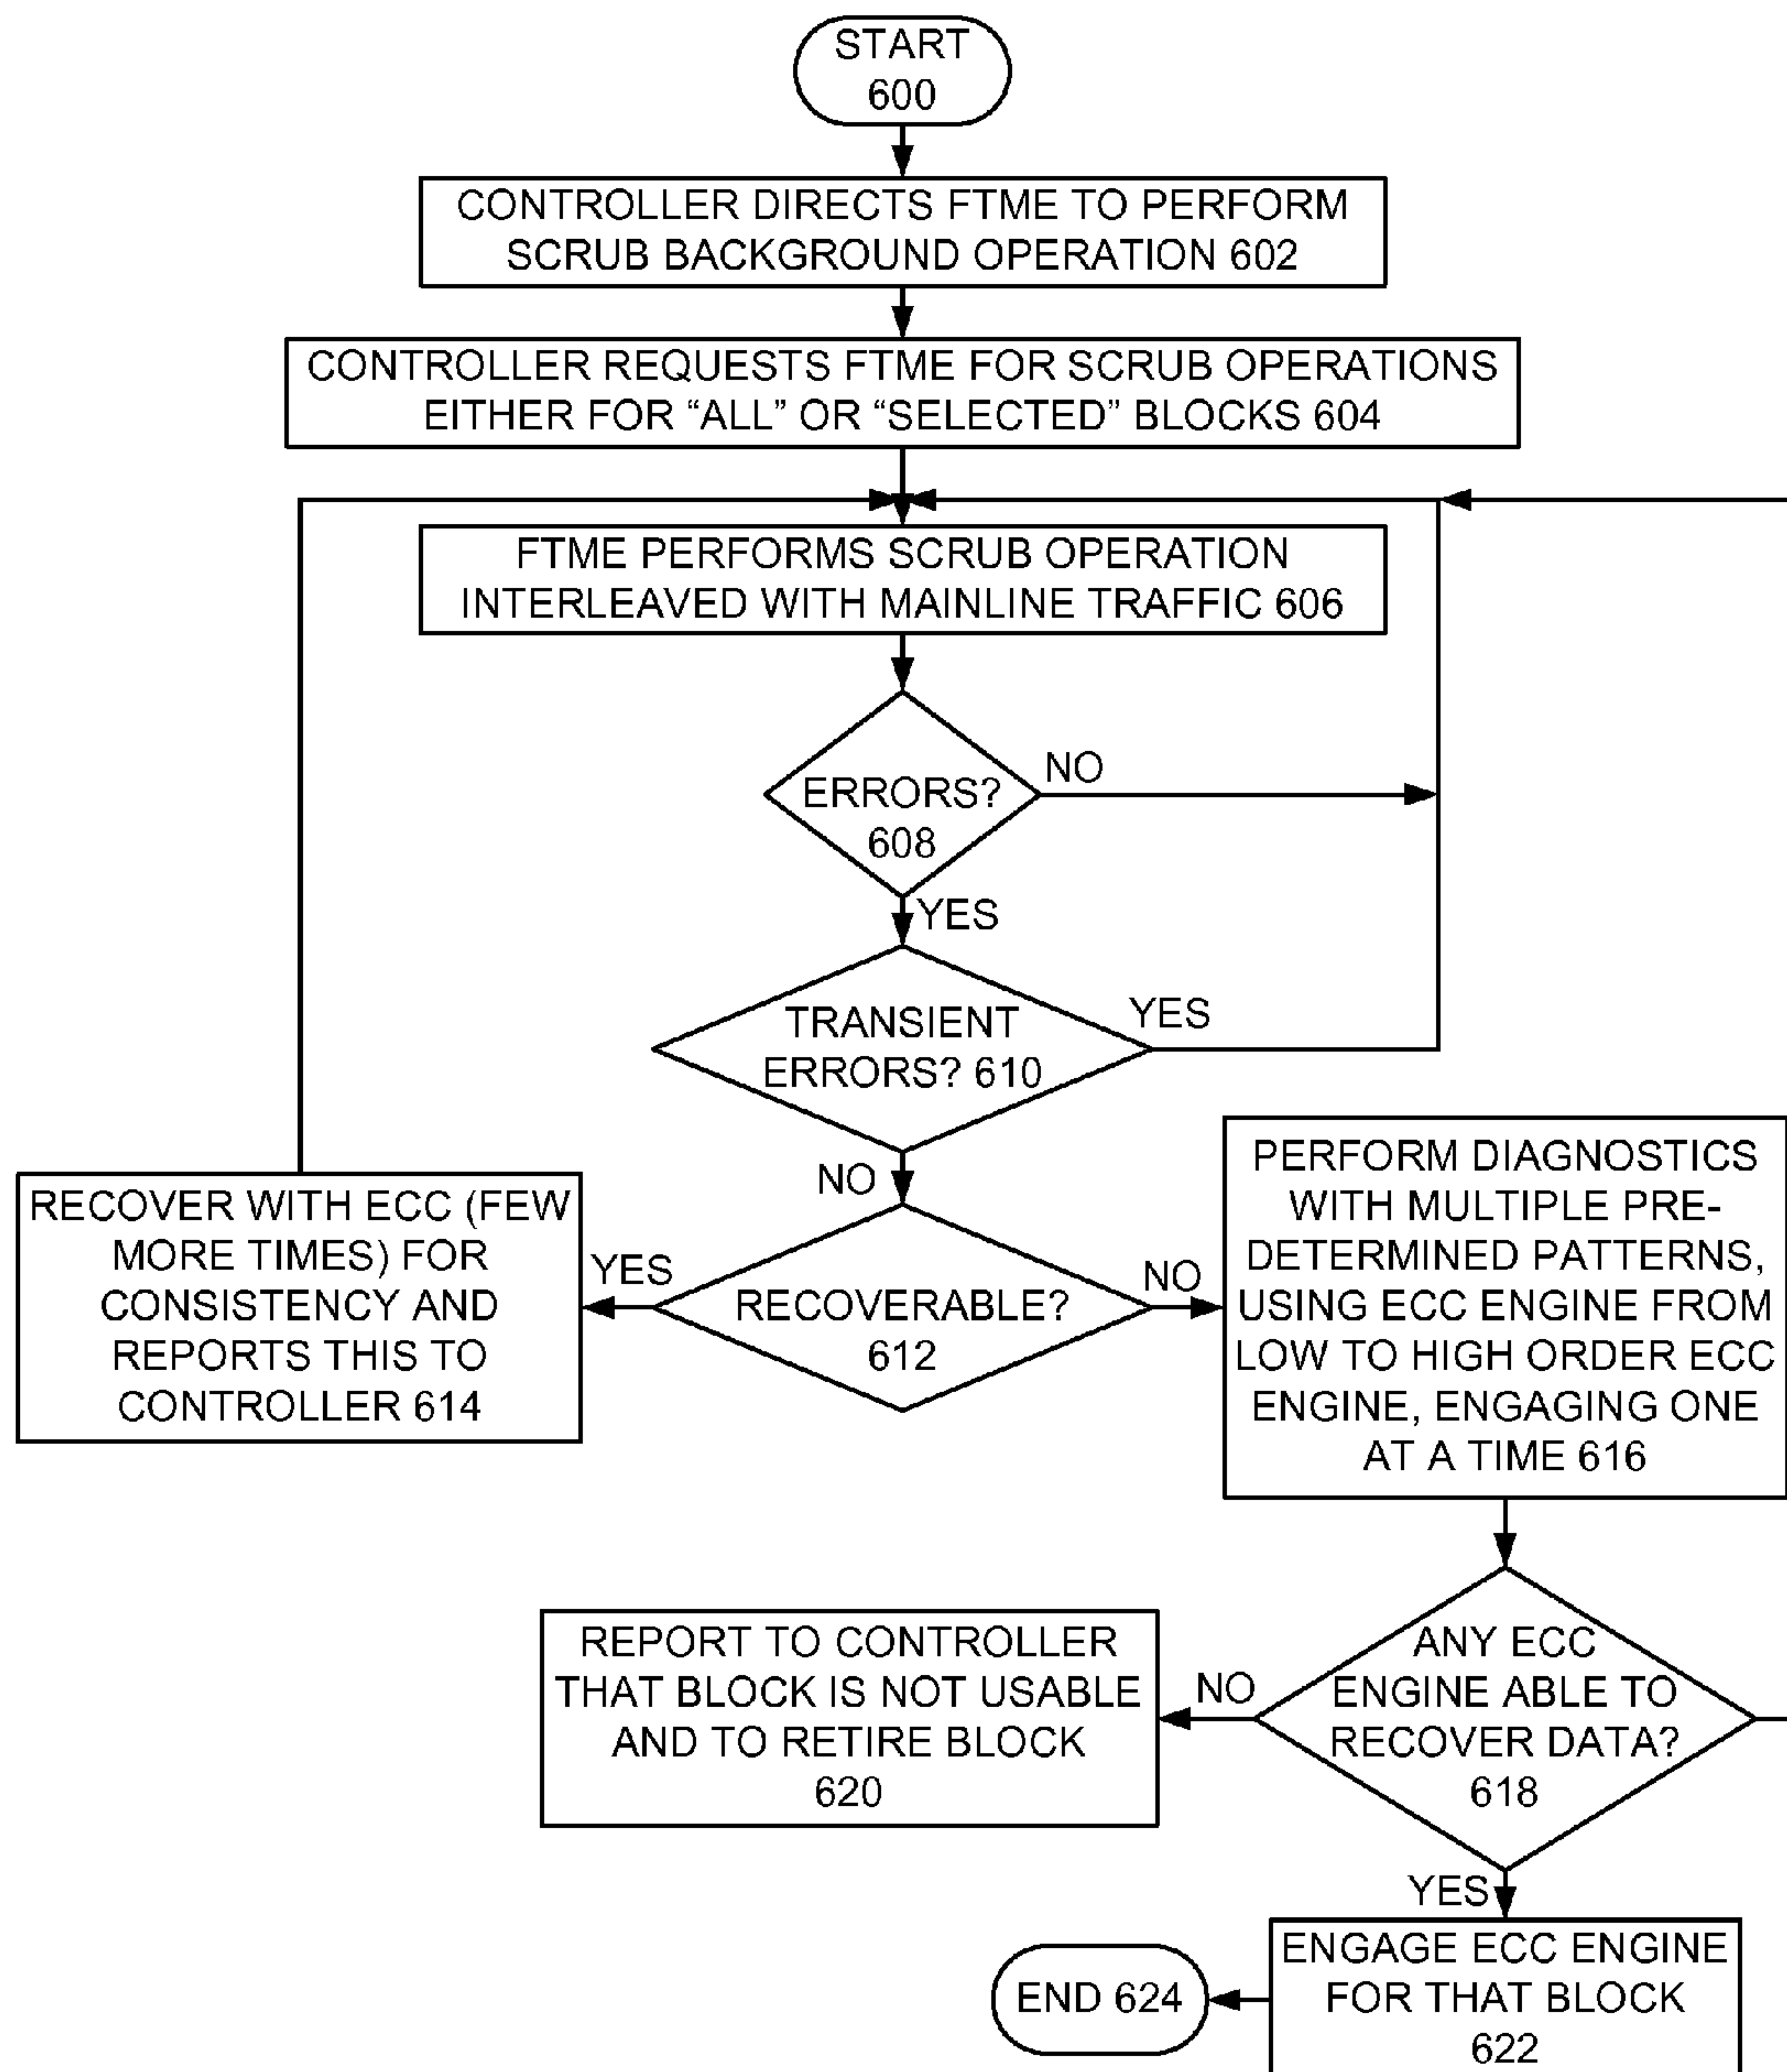 START
600
CONTROLLER DIRECTS FTME TO PERFORM
SCRUB BACKGROUND OPERATION 602
CONTROLLER REQUESTS FTME FOR SCRUB OPERATIONS
EITHER FOR “ALL” OR “SELECTED” BLOCKS 604
FTME PERFORMS SCRUB OPERATION
INTERLEAVED WITH MAINLINE TRAFFIC 606
NO
ERRORS?
608
YES
TRANSIENT
ERRORS? 610
YES
NO
RECOVERABLE?
612
YES
NO
RECOVER WITH ECC (FEW
MORE TIMES) FOR
CONSISTENCY AND
REPORTS THIS TO
CONTROLLER 614
PERFORM DIAGNOSTICS
WITH MULTIPLE PRE-
DETERMINED PATTERNS,
USING ECC ENGINE FROM
LOW TO HIGH ORDER ECC
ENGINE, ENGAGING ONE
AT A TIME 616
ANY ECC
ENGINE ABLE TO
RECOVER DATA?
618
NO
REPORT TO CONTROLLER
THAT BLOCK IS NOT USABLE
AND TO RETIRE BLOCK
620
YES
ENGAGE ECC ENGINE
FOR THAT BLOCK
622
END 624